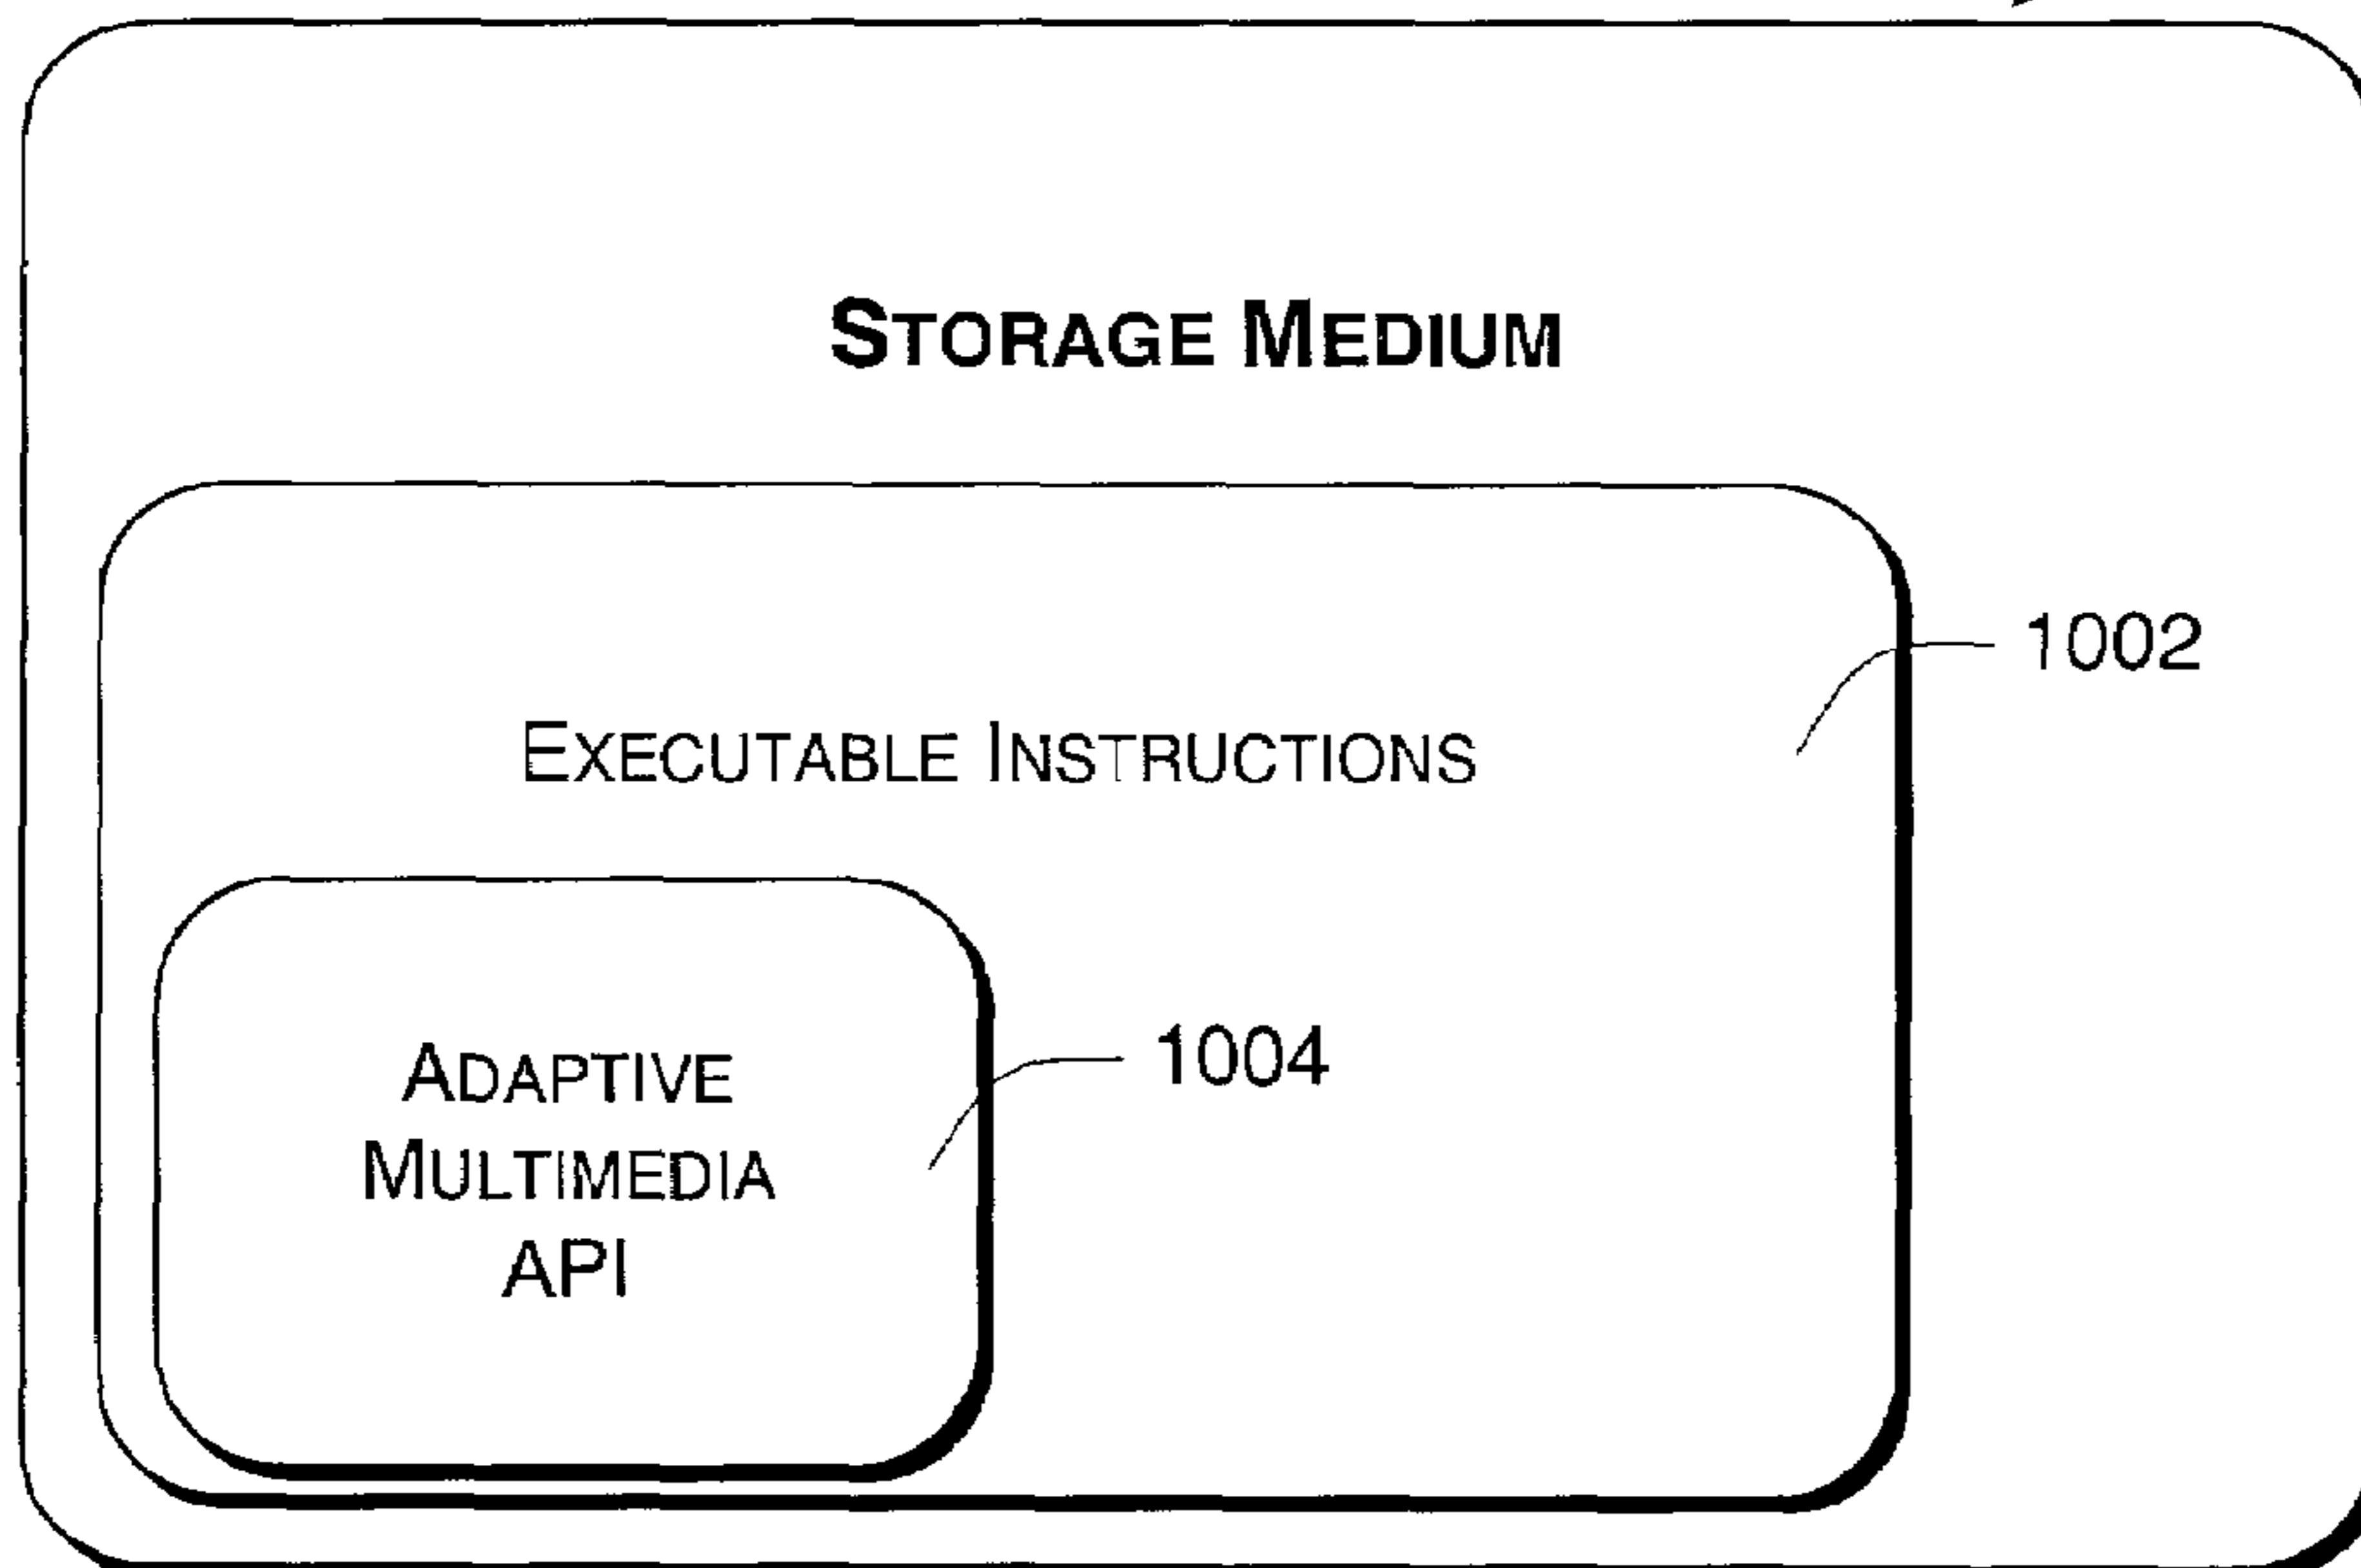 STORAGE MEDIUM
1002
EXECUTABLE INSTRUCTIONS
1004
ADAPTIVE
MULTIMEDIA
API